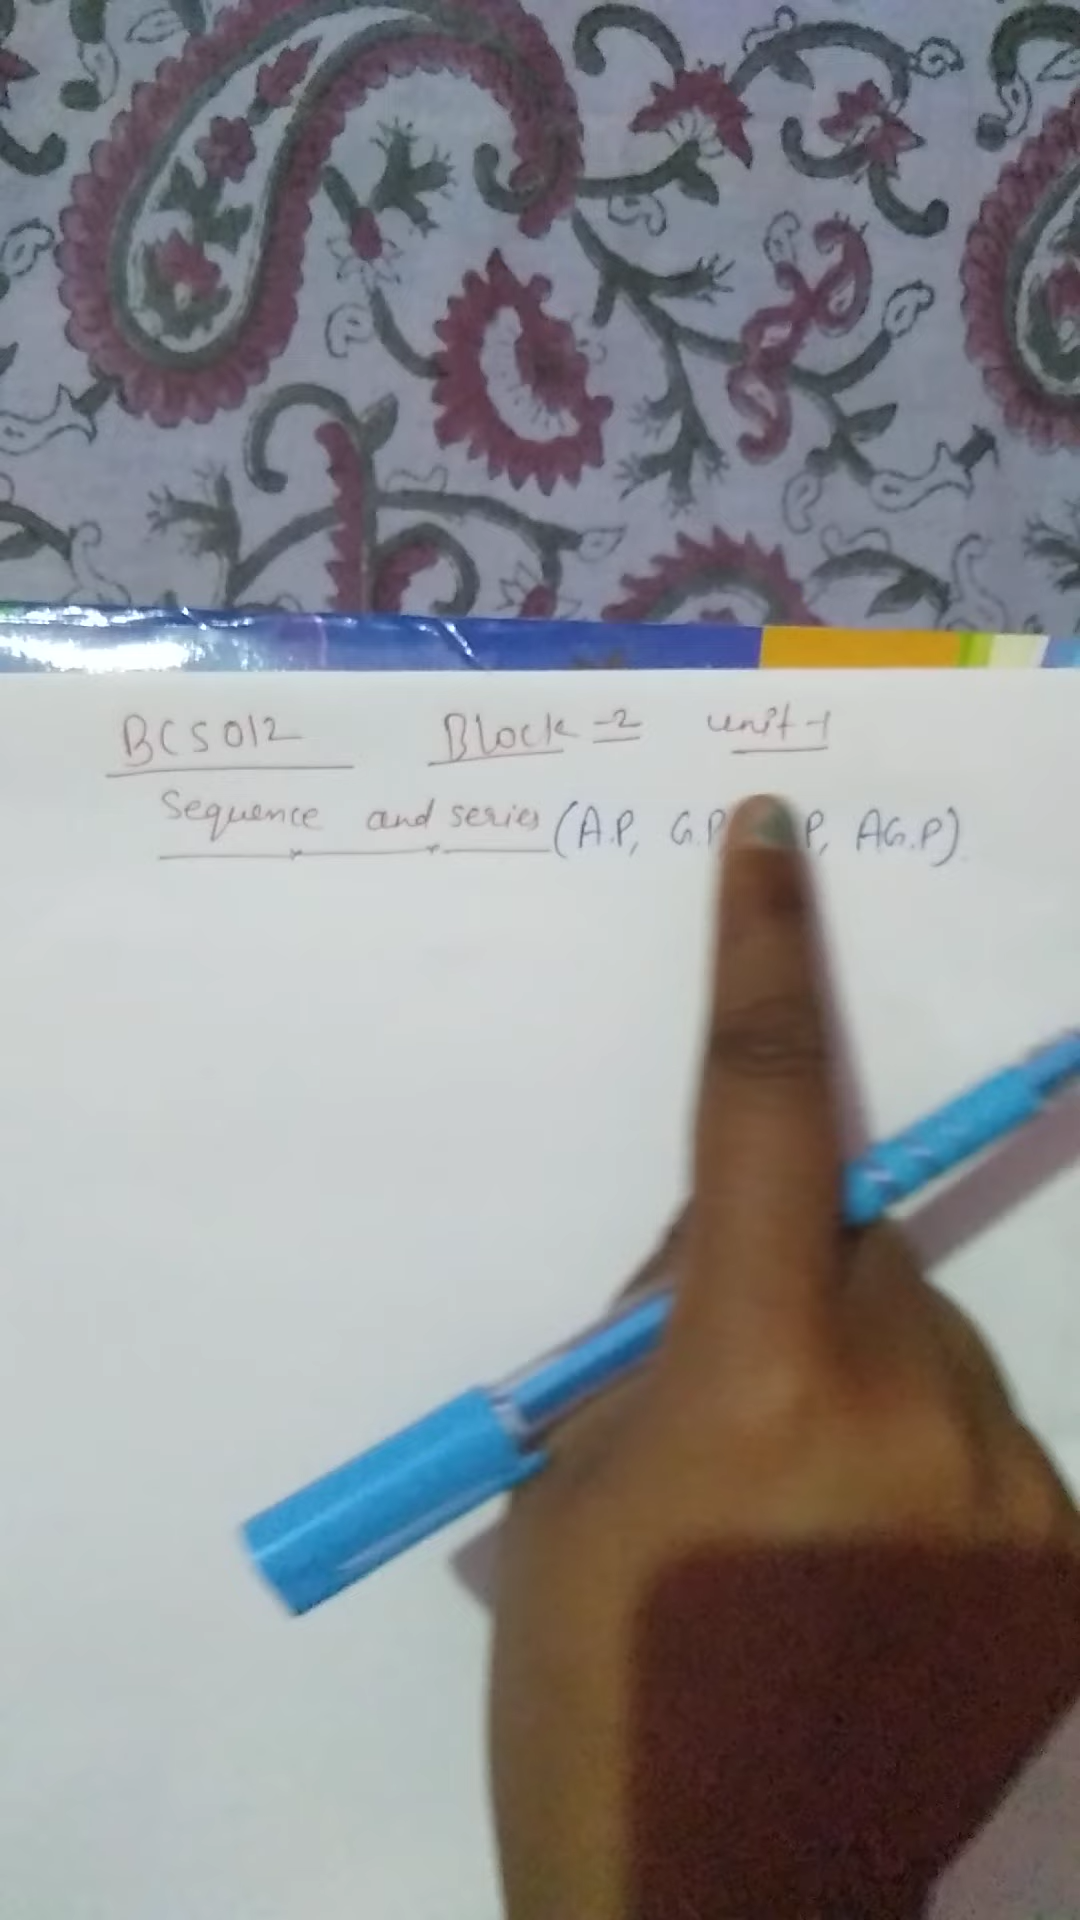 BCS012 Block-2 unit-1
Sequence and series (A.P, G.P, P, AG.P)